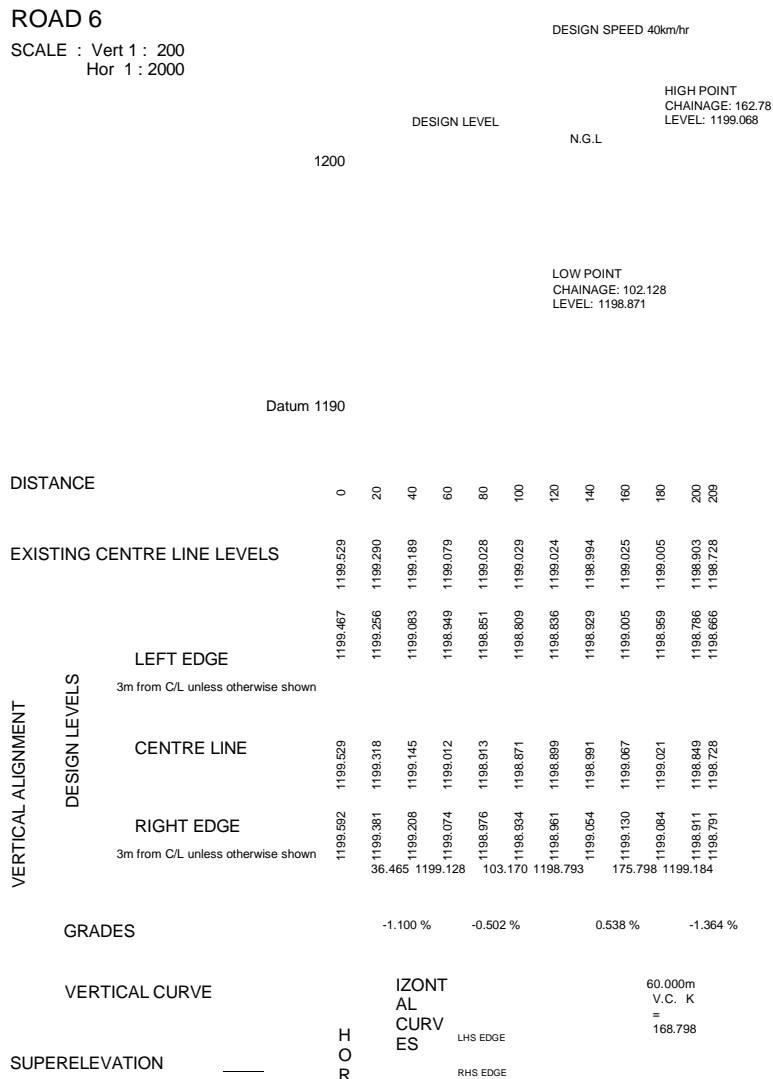 ROAD 6
SCALE : Vert 1 : 200
Hor 1 : 2000
DESIGN SPEED 40km/hr
HIGH POINT
CHAINAGE: 162.78
LEVEL: 1199.068
DESIGN LEVEL
N.G.L
1200
LOW POINT
CHAINAGE: 102.128
LEVEL: 1198.871
Datum 1190
DISTANCE 0 20 40 60 80 100 120 140 160 180 200 209
EXISTING CENTRE LINE LEVELS 1199.529 1199.290 1199.189 1199.079 1199.028 1199.029 1199.024 1198.994 1199.025 1199.005 1198.903 1198.728
VERTICAL ALIGNMENT
DESIGN LEVELS
LEFT EDGE 1199.467 1199.256 1199.083 1198.949 1198.851 1198.809 1198.836 1198.929 1199.005 1198.959 1198.786 1198.666
3m from C/L unless otherwise shown
CENTRE LINE 1199.529 1199.318 1199.145 1199.012 1198.913 1198.871 1198.899 1198.991 1199.067 1199.021 1198.849 1198.728
RIGHT EDGE 1199.592 1199.381 1199.208 1199.074 1198.976 1198.934 1198.961 1199.054 1199.130 1199.084 1198.911 1198.791
3m from C/L unless otherwise shown
36.465 1199.128 103.170 1198.793 175.798 1199.184
GRADES -1.100 % -0.502 % 0.538 % -1.364 %
VERTICAL CURVE
60.000m
V.C. K
=
168.798
H
O
R
IZONT
AL
CURV
ES
LHS EDGE
SUPERELEVATION
RHS EDGE